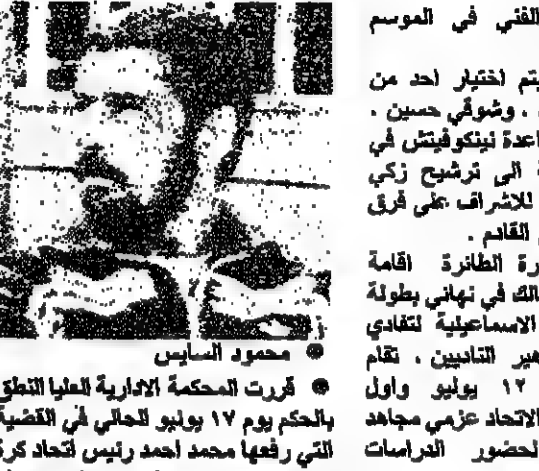 الفني في الموسم
يتم اختيار احد من
، وشوقي حسين .
اعدة نينكوفيتش في
الى ترشيح زكي
للاشراف على فرق
القادم .
رة الطائرة اقامة
الك في نهائي بطولة
الاسماعيلية لتفادي
هير الناديين . تقام
١٢ يوليو واول
الاتحاد عزمي مجاهد
لحضور الدراسات
محمود السايس
قررت المحكمة الادارية العليا النطق
بالحكم يوم ١٧ يوليو الحالي في القضية
التي رفعها محمد احمد رئيس اتحاد كرة